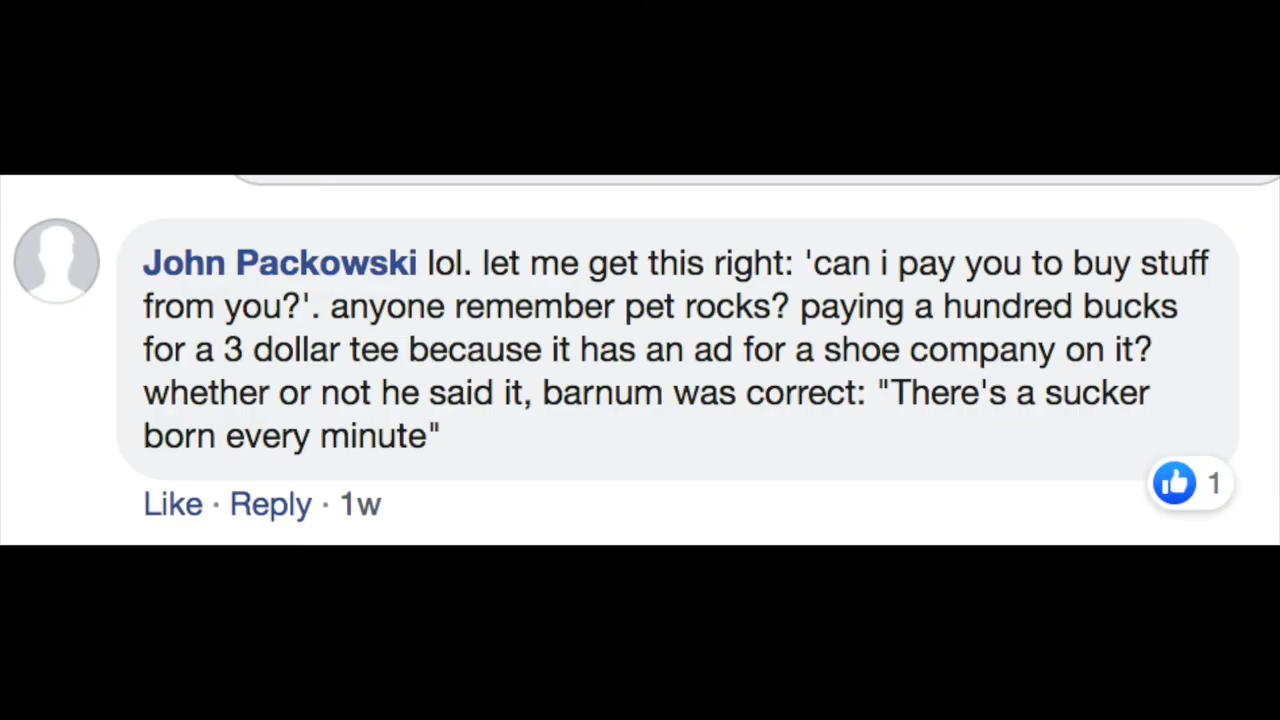 John Packowski lol. let me get this right: 'can i pay you to buy stuff
from you?'. anyone remember pet rocks? paying a hundred bucks
for a 3 dollar tee because it has an ad for a shoe company on it?
whether or not he said it, barnum was correct: "There's a sucker
born every minute"
1
Like · Reply · 1w